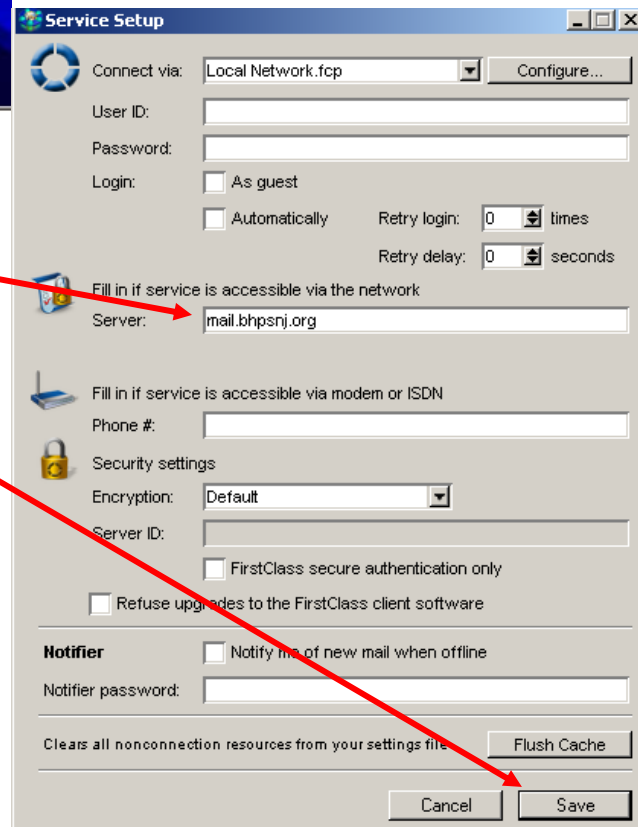 Service Setup
Connect via: Local Network.fcp Configure...
User ID:
Password:
Login: As guest
Automatically Retry login: 0 times
Retry delay: 0 seconds
Fill in if service is accessible via the network
Server: mail.bhpsnj.org
Fill in if service is accessible via modem or ISDN
Phone #:
Security settings
Encryption: Default
Server ID:
FirstClass secure authentication only
Refuse upgrades to the FirstClass client software
Notifier Notify me of new mail when offline
Notifier password:
Clears all nonconnection resources from your settings file Flush Cache
Cancel Save